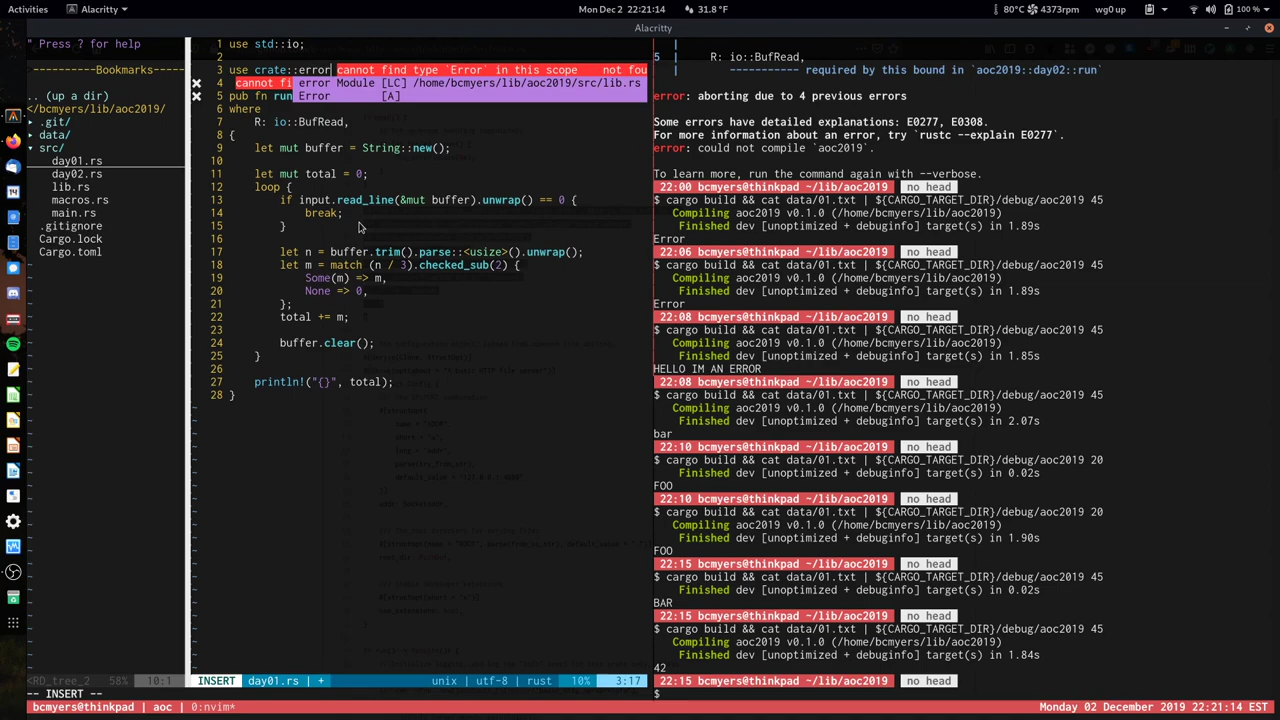 Activities
Alacritty
Mon Dec 2 22:21:14
31.8 °F
80°C
4373rpm
wg0 up
100 %
Alacritty
" Press ? for help
----------Bookmarks----------
.. (up a dir)
</bcmyers/lib/aoc2019/
▸ .git/
▸ data/
▾ src/
day01.rs
day02.rs
lib.rs
macros.rs
main.rs
.gitignore
Cargo.lock
Cargo.toml
<RD_tree_2 58% 10:1
1 use std::io;
2
3 use crate::error cannot find type `Error` in this scope not fou
4 cannot fi error Module [LC] /home/bcmyers/lib/aoc2019/src/lib.rs
5 pub fn run Error [A]
6 where
7 R: io::BufRead,
8 {
9 let mut buffer = String::new();
10
11 let mut total = 0;
12 loop {
13 if input.read_line(&mut buffer).unwrap() == 0 {
14 break;
15 }
16
17 let n = buffer.trim().parse::<usize>().unwrap();
18 let m = match (n / 3).checked_sub(2) {
19 Some(m) => m,
20 None => 0,
21 };
22 total += m;
23
24 buffer.clear();
25 }
26
27 println!("{}", total);
28 }
INSERT day01.rs | + unix | utf-8 | rust 10% 3:17
-- INSERT --
|
5 | R: io::BufRead,
| ----------- required by this bound in `aoc2019::day02::run`
error: aborting due to 4 previous errors
Some errors have detailed explanations: E0277, E0308.
For more information about an error, try `rustc --explain E0277`.
error: could not compile `aoc2019`.
To learn more, run the command again with --verbose.
22:00 bcmyers@thinkpad ~/lib/aoc2019 no head
$ cargo build && cat data/01.txt | ${CARGO_TARGET_DIR}/debug/aoc2019 45
Compiling aoc2019 v0.1.0 (/home/bcmyers/lib/aoc2019)
Finished dev [unoptimized + debuginfo] target(s) in 1.89s
Error
22:06 bcmyers@thinkpad ~/lib/aoc2019 no head
$ cargo build && cat data/01.txt | ${CARGO_TARGET_DIR}/debug/aoc2019 45
Compiling aoc2019 v0.1.0 (/home/bcmyers/lib/aoc2019)
Finished dev [unoptimized + debuginfo] target(s) in 1.89s
Error
22:08 bcmyers@thinkpad ~/lib/aoc2019 no head
$ cargo build && cat data/01.txt | ${CARGO_TARGET_DIR}/debug/aoc2019 45
Compiling aoc2019 v0.1.0 (/home/bcmyers/lib/aoc2019)
Finished dev [unoptimized + debuginfo] target(s) in 1.85s
HELLO IM AN ERROR
22:08 bcmyers@thinkpad ~/lib/aoc2019 no head
$ cargo build && cat data/01.txt | ${CARGO_TARGET_DIR}/debug/aoc2019 45
Compiling aoc2019 v0.1.0 (/home/bcmyers/lib/aoc2019)
Finished dev [unoptimized + debuginfo] target(s) in 2.07s
bar
22:10 bcmyers@thinkpad ~/lib/aoc2019 no head
$ cargo build && cat data/01.txt | ${CARGO_TARGET_DIR}/debug/aoc2019 20
Finished dev [unoptimized + debuginfo] target(s) in 0.02s
FOO
22:10 bcmyers@thinkpad ~/lib/aoc2019 no head
$ cargo build && cat data/01.txt | ${CARGO_TARGET_DIR}/debug/aoc2019 20
Compiling aoc2019 v0.1.0 (/home/bcmyers/lib/aoc2019)
Finished dev [unoptimized + debuginfo] target(s) in 1.90s
FOO
22:15 bcmyers@thinkpad ~/lib/aoc2019 no head
$ cargo build && cat data/01.txt | ${CARGO_TARGET_DIR}/debug/aoc2019 45
Finished dev [unoptimized + debuginfo] target(s) in 0.02s
BAR
22:15 bcmyers@thinkpad ~/lib/aoc2019 no head
$ cargo build && cat data/01.txt | ${CARGO_TARGET_DIR}/debug/aoc2019 45
Compiling aoc2019 v0.1.0 (/home/bcmyers/lib/aoc2019)
Finished dev [unoptimized + debuginfo] target(s) in 1.84s
42
22:15 bcmyers@thinkpad ~/lib/aoc2019 no head
$
bcmyers@thinkpad | aoc | 0:nvim*
Monday 02 December 2019 22:21:14 EST